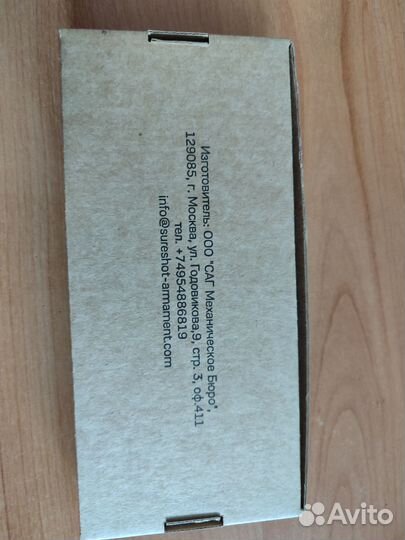 Изготовитель: ООО "САГ Механическое Бюро",
129085, г. Москва, ул. Годовикова,9, стр. 3, оф.411
тел. +74954886819
info@sureshot-armament.com
Avito